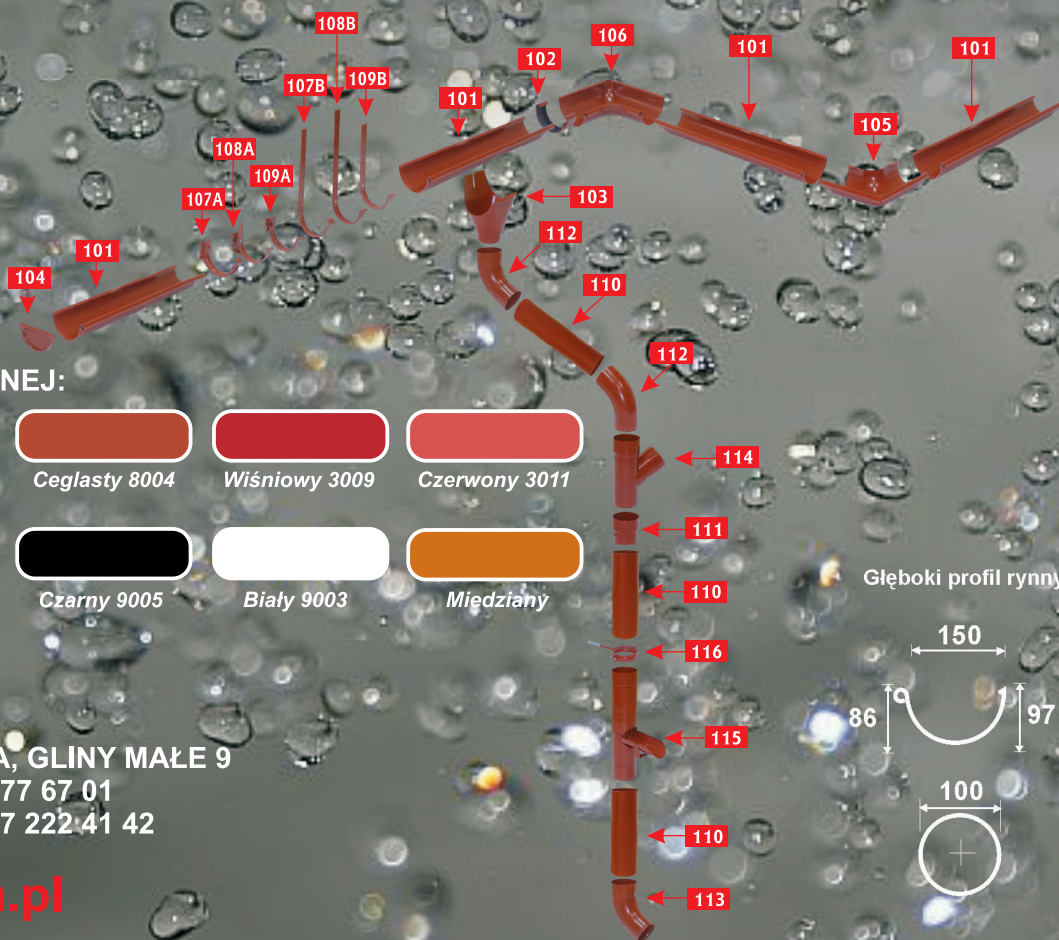 108B
106
101
101
102
107B
109B
101
105
108A
109A
107A
103
112
101
104
110
112
NEJ:
Ceglasty 8004
Wiśniowy 3009
Czerwony 3011
114
111
Czarny 9005
Biały 9003
Miedziany
110
Głęboki profil rynny
150
116
86
97
115
A, GLINY MAŁE 9
77 67 01
7 222 41 42
100
110
.pl
113